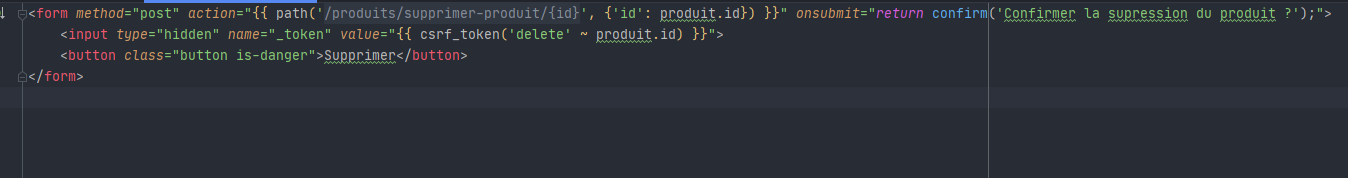 <form method="post" action="{{ path('/produits/supprimer-produit/{id}', {'id': produit.id}) }}" onsubmit="return confirm('Confirmer la supression du produit ?');">
<input type="hidden" name="_token" value="{{ csrf_token('delete' ~ produit.id) }}">
<button class="button is-danger">Supprimer</button>
</form>